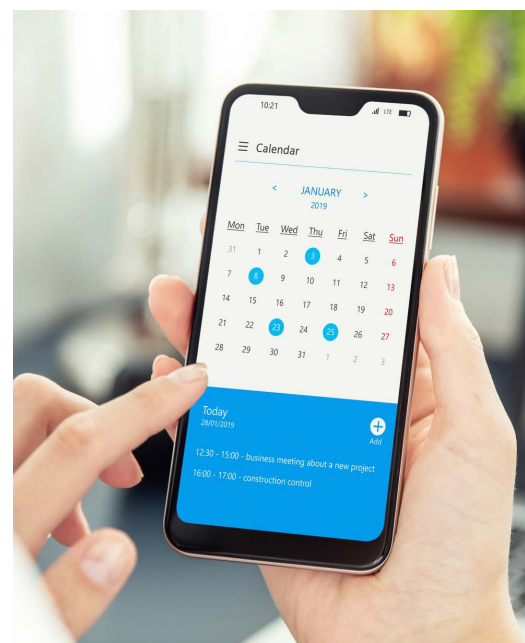 10:21 LTE
☰ Calendar
< JANUARY >
2019
Mon Tue Wed Thu Fri Sat Sun
31 1 2 3 4 5 6
7 8 9 10 11 12 13
14 15 16 17 18 19 20
21 22 23 24 25 26 27
28 29 30 31 1 2 3
Today
28/01/2019
Add
12:30 - 15:00 - business meeting about a new project
16:00 - 17:00 - construction control